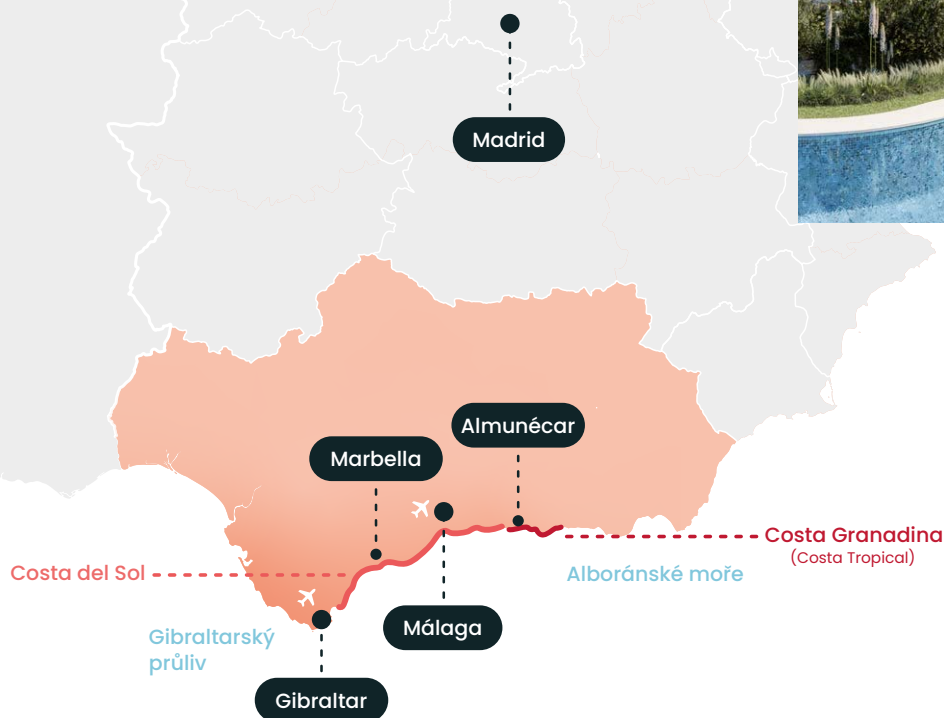 Madrid
Almunécar
Marbella
Costa Granadina
(Costa Tropical)
Costa del Sol
Alboránské moře
Málaga
Gibraltarský
průliv
Gibraltar